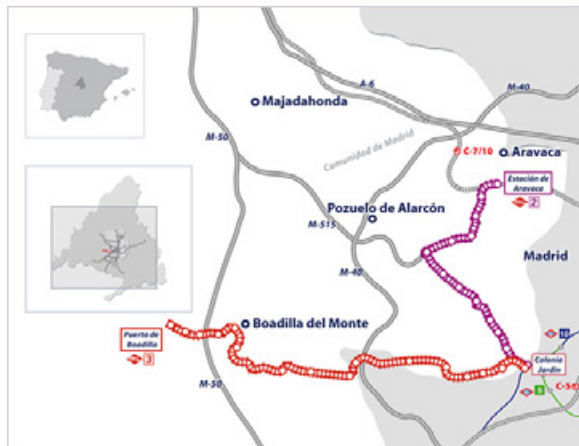 A-6
M-40
Majadahonda
M-50
Comunidad de Madrid
C-7/10
Aravaca
Estación de
Aravaca
2
Pozuelo de Alarcón
M-515
Madrid
M-40
Puerta de
Boadilla
3
Boadilla del Monte
10
Colonia
Jardín
M-50
5